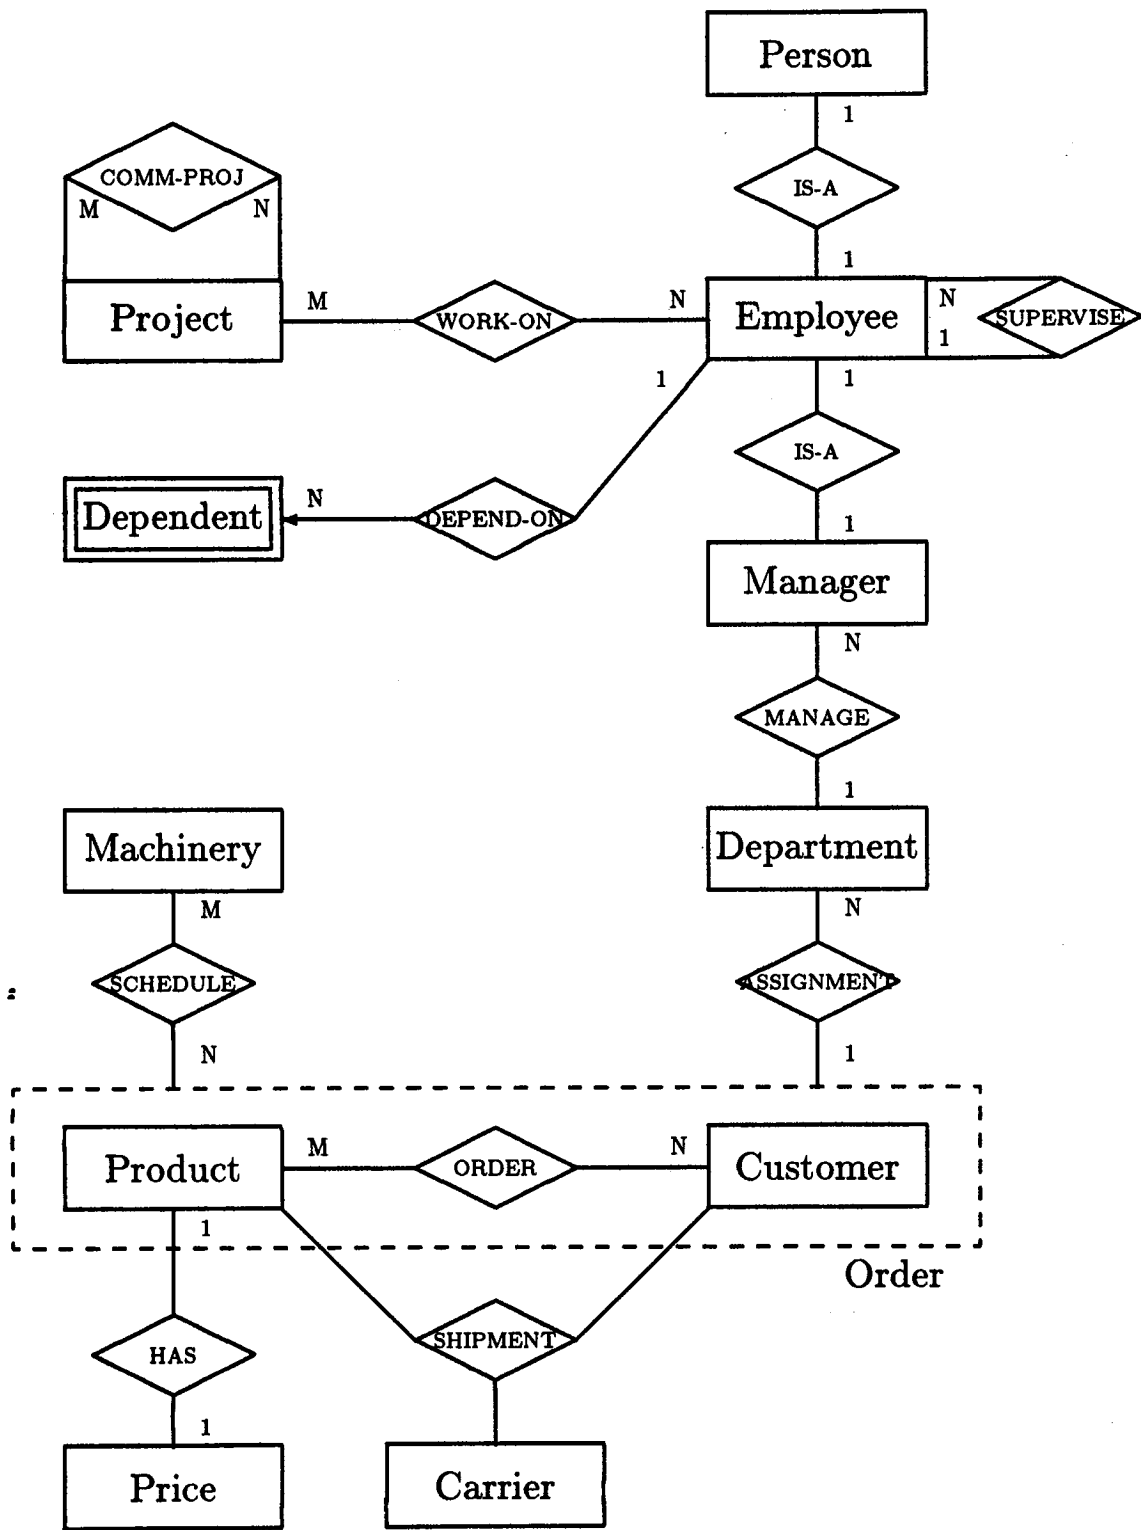 Person
1
IS-A
1
COMM-PROJ
M N
Project
M
WORK-ON
N
Employee
N
1
SUPERVISE
1
1
IS-A
1
Dependent
N
DEPEND-ON
Manager
N
MANAGE
1
Machinery
M
SCHEDULE
N
Department
N
ASSIGNMENT
1
Product
M
ORDER
N
Customer
1
Order
HAS
1
SHIPMENT
Price
Carrier